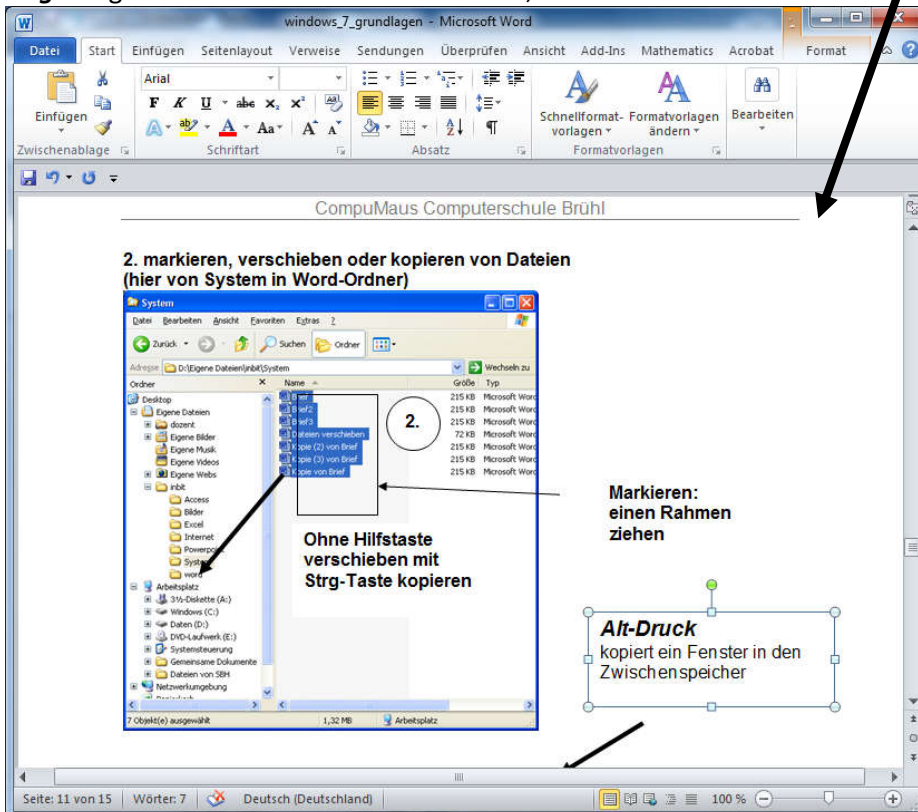 windows_7_grundlagen - Microsoft Word
Datei Start Einfügen Seitenlayout Verweise Sendungen Überprüfen Ansicht Add-Ins Mathematics Acrobat Format
Arial
F K U abe x₂ x²
Aa A A
Einfügen
Schnellformat-vorlagen
Formatvorlagen ändern
Bearbeiten
Zwischenablage Schriftart Absatz Formatvorlagen
CompuMaus Computerschule Brühl
2. markieren, verschieben oder kopieren von Dateien
(hier von System in Word-Ordner)
System
Datei Bearbeiten Ansicht Favoriten Extras ?
Zurück Suchen Ordner
Adresse D:\Eigene Dateien\inbit\System Wechseln zu
Ordner Name Größe Typ
Desktop
Eigene Dateien
dozent
Eigene Bilder
Eigene Musik
Eigene Videos
Eigene Webs
inbit
Access
Bilder
Excel
Internet
Powerpoint
System
word
Arbeitsplatz
3½-Diskette (A:)
Windows (C:)
Daten (D:)
DVD-Laufwerk (E:)
Systemsteuerung
Gemeinsame Dokumente
Dateien von SBH
Netzwerkumgebung
Brief 215 KB Microsoft Word
Brief2 215 KB Microsoft Word
Brief3 215 KB Microsoft Word
Dateien verschieben 72 KB Microsoft Word
Kopie (2) von Brief 215 KB Microsoft Word
Kopie (3) von Brief 215 KB Microsoft Word
Kopie von Brief 215 KB Microsoft Word
2.
Ohne Hilfstaste
verschieben mit
Strg-Taste kopieren
7 Objekt(e) ausgewählt 1,32 MB Arbeitsplatz
Markieren:
einen Rahmen
ziehen
Alt-Druck
kopiert ein Fenster in den
Zwischenspeicher
Seite: 11 von 15 Wörter: 7 Deutsch (Deutschland) 100 %